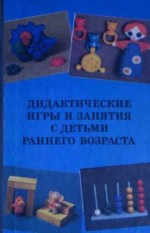 ДИДАКТИЧЕСКИЕ
ИГРЫ И ЗАНЯТИЯ
С ДЕТЬМИ
РАННЕГО ВОЗРАСТА